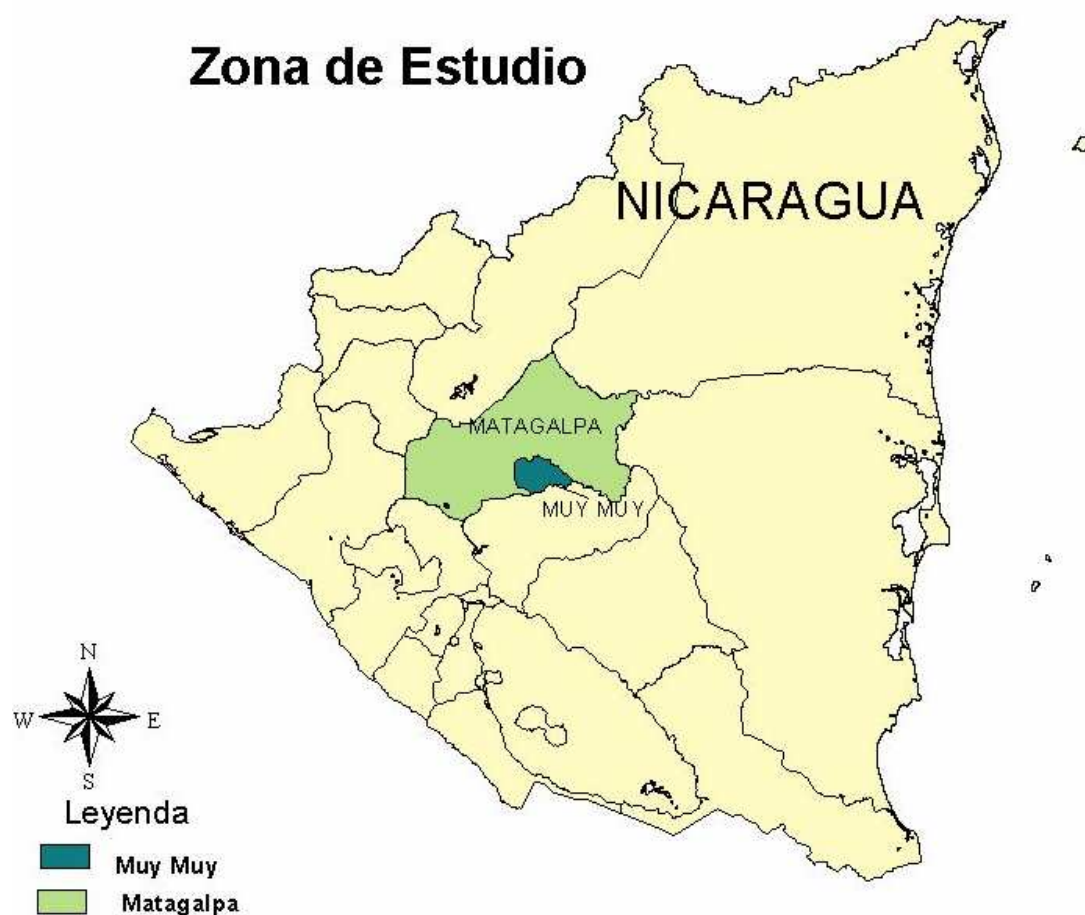 Zona de Estudio
NICARAGUA
MATAGALPA
MUY MUY
N
W E
S
Leyenda
Muy Muy
Matagalpa